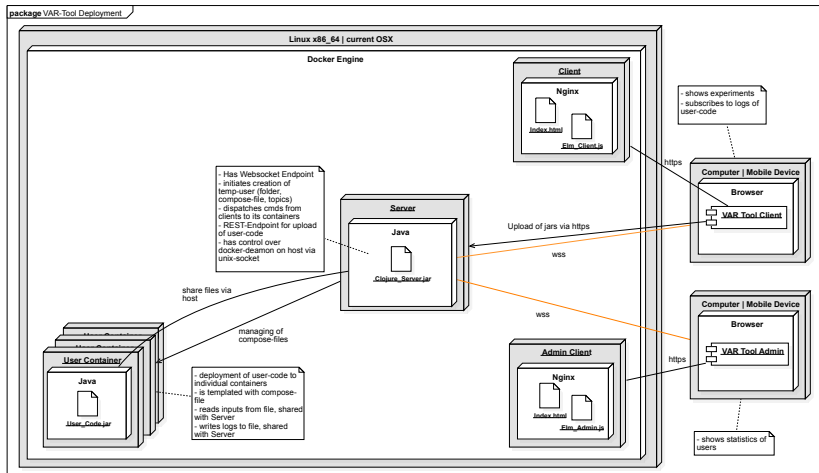 package VAR-Tool Deployment
Linux x86_64 | current OSX
Docker Engine
Client
Nginx
Index.html
Elm_Client.js
- shows experiments
- subscribes to logs of
user-code
https
Computer | Mobile Device
Browser
VAR Tool Client
- Has Websocket Endpoint
- initiates creation of
temp-user (folder,
compose-file, topics)
- dispatches cmds from
clients to its containers
- REST-Endpoint for upload
of user-code
- has control over
docker-deamon on host via
unix-socket
Server
Java
Clojure_Server.jar
Upload of jars via https
wss
share files via
host
managing of
compose-files
wss
Computer | Mobile Device
Browser
VAR Tool Admin
https
User Container
User Container
User Container
Java
User_Code.jar
- deployment of user-code to
individual containers
- is templated with compose-
file
- reads inputs from file, shared
with Server
- writes logs to file, shared
with Server
Admin Client
Nginx
Index.html
Elm_Admin.js
- shows statistics of
users